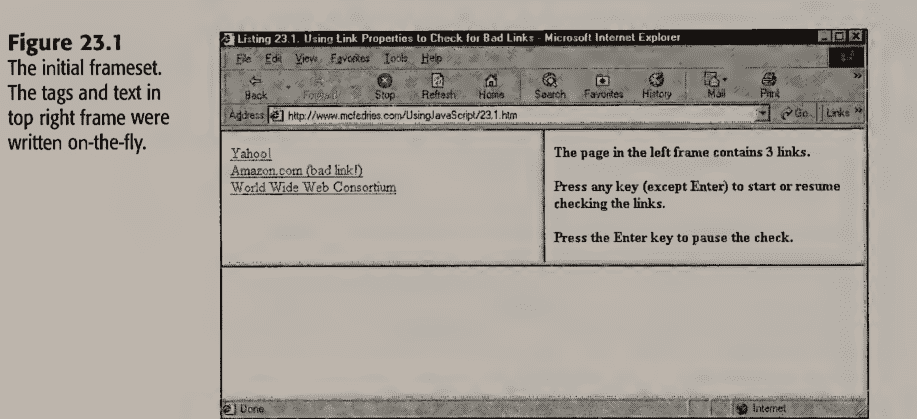 Figure 23.1
The initial frameset.
The tags and text in
top right frame were
written on-the-fly.
Listing 23.1. Using Link Properties to Check for Bad Links - Microsoft Internet Explorer
File Edit View Favorites Tools Help
Back Forward Stop Refresh Home Search Favorites History Mail Print
Address http://www.mcfedries.com/UsingJavaScript/23.1.htm Go Links
Yahoo!
Amazon.com (bad link!)
World Wide Web Consortium
The page in the left frame contains 3 links.
Press any key (except Enter) to start or resume
checking the links.
Press the Enter key to pause the check.
Done Internet